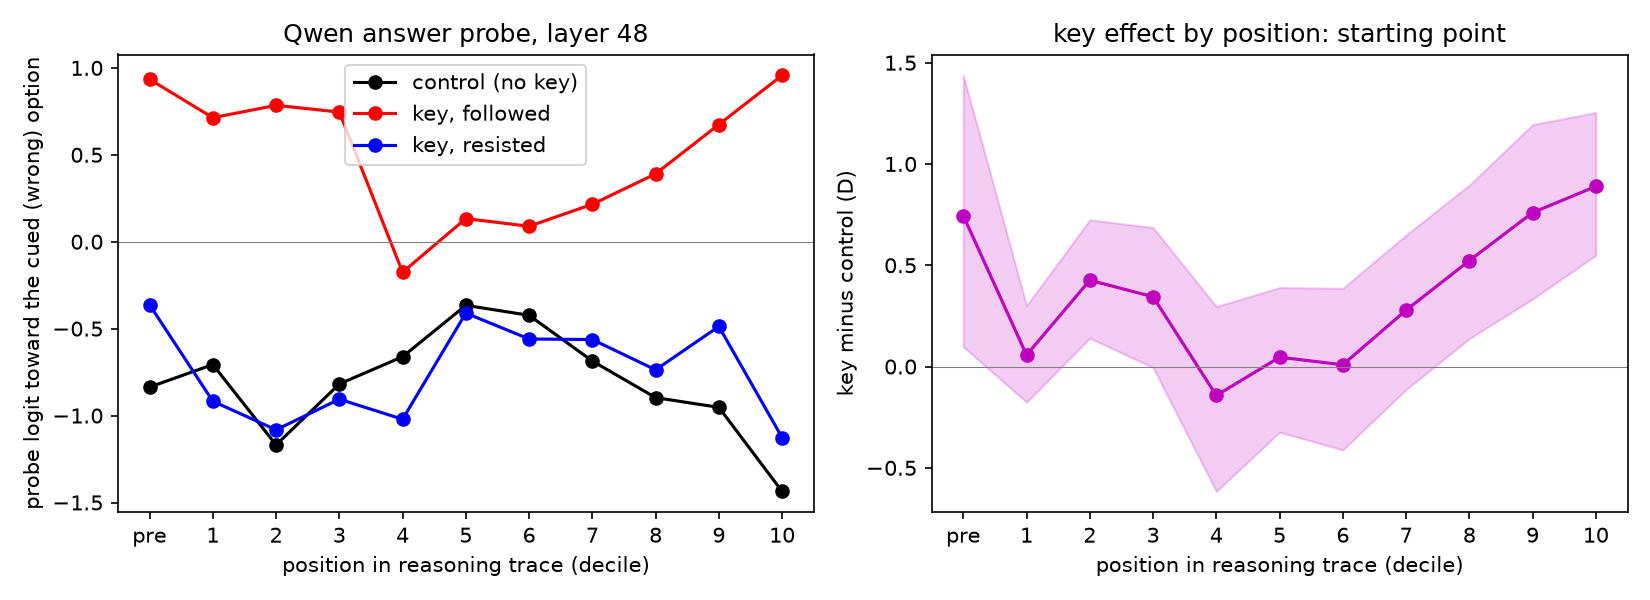 Qwen answer probe, layer 48
probe logit toward the cued (wrong) option
1.0
0.5
0.0
−0.5
−1.0
−1.5
control (no key)
key, followed
key, resisted
pre 1 2 3 4 5 6 7 8 9 10
position in reasoning trace (decile)
key effect by position: starting point
key minus control (D)
1.5
1.0
0.5
0.0
−0.5
pre 1 2 3 4 5 6 7 8 9 10
position in reasoning trace (decile)